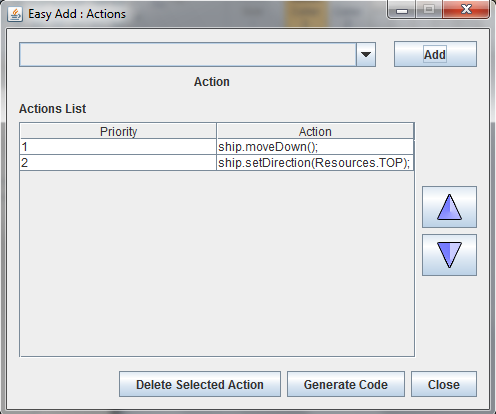 Easy Add : Actions
Add
Action
Actions List
Priority Action
1 ship.moveDown();
2 ship.setDirection(Resources.TOP);
Delete Selected Action Generate Code Close